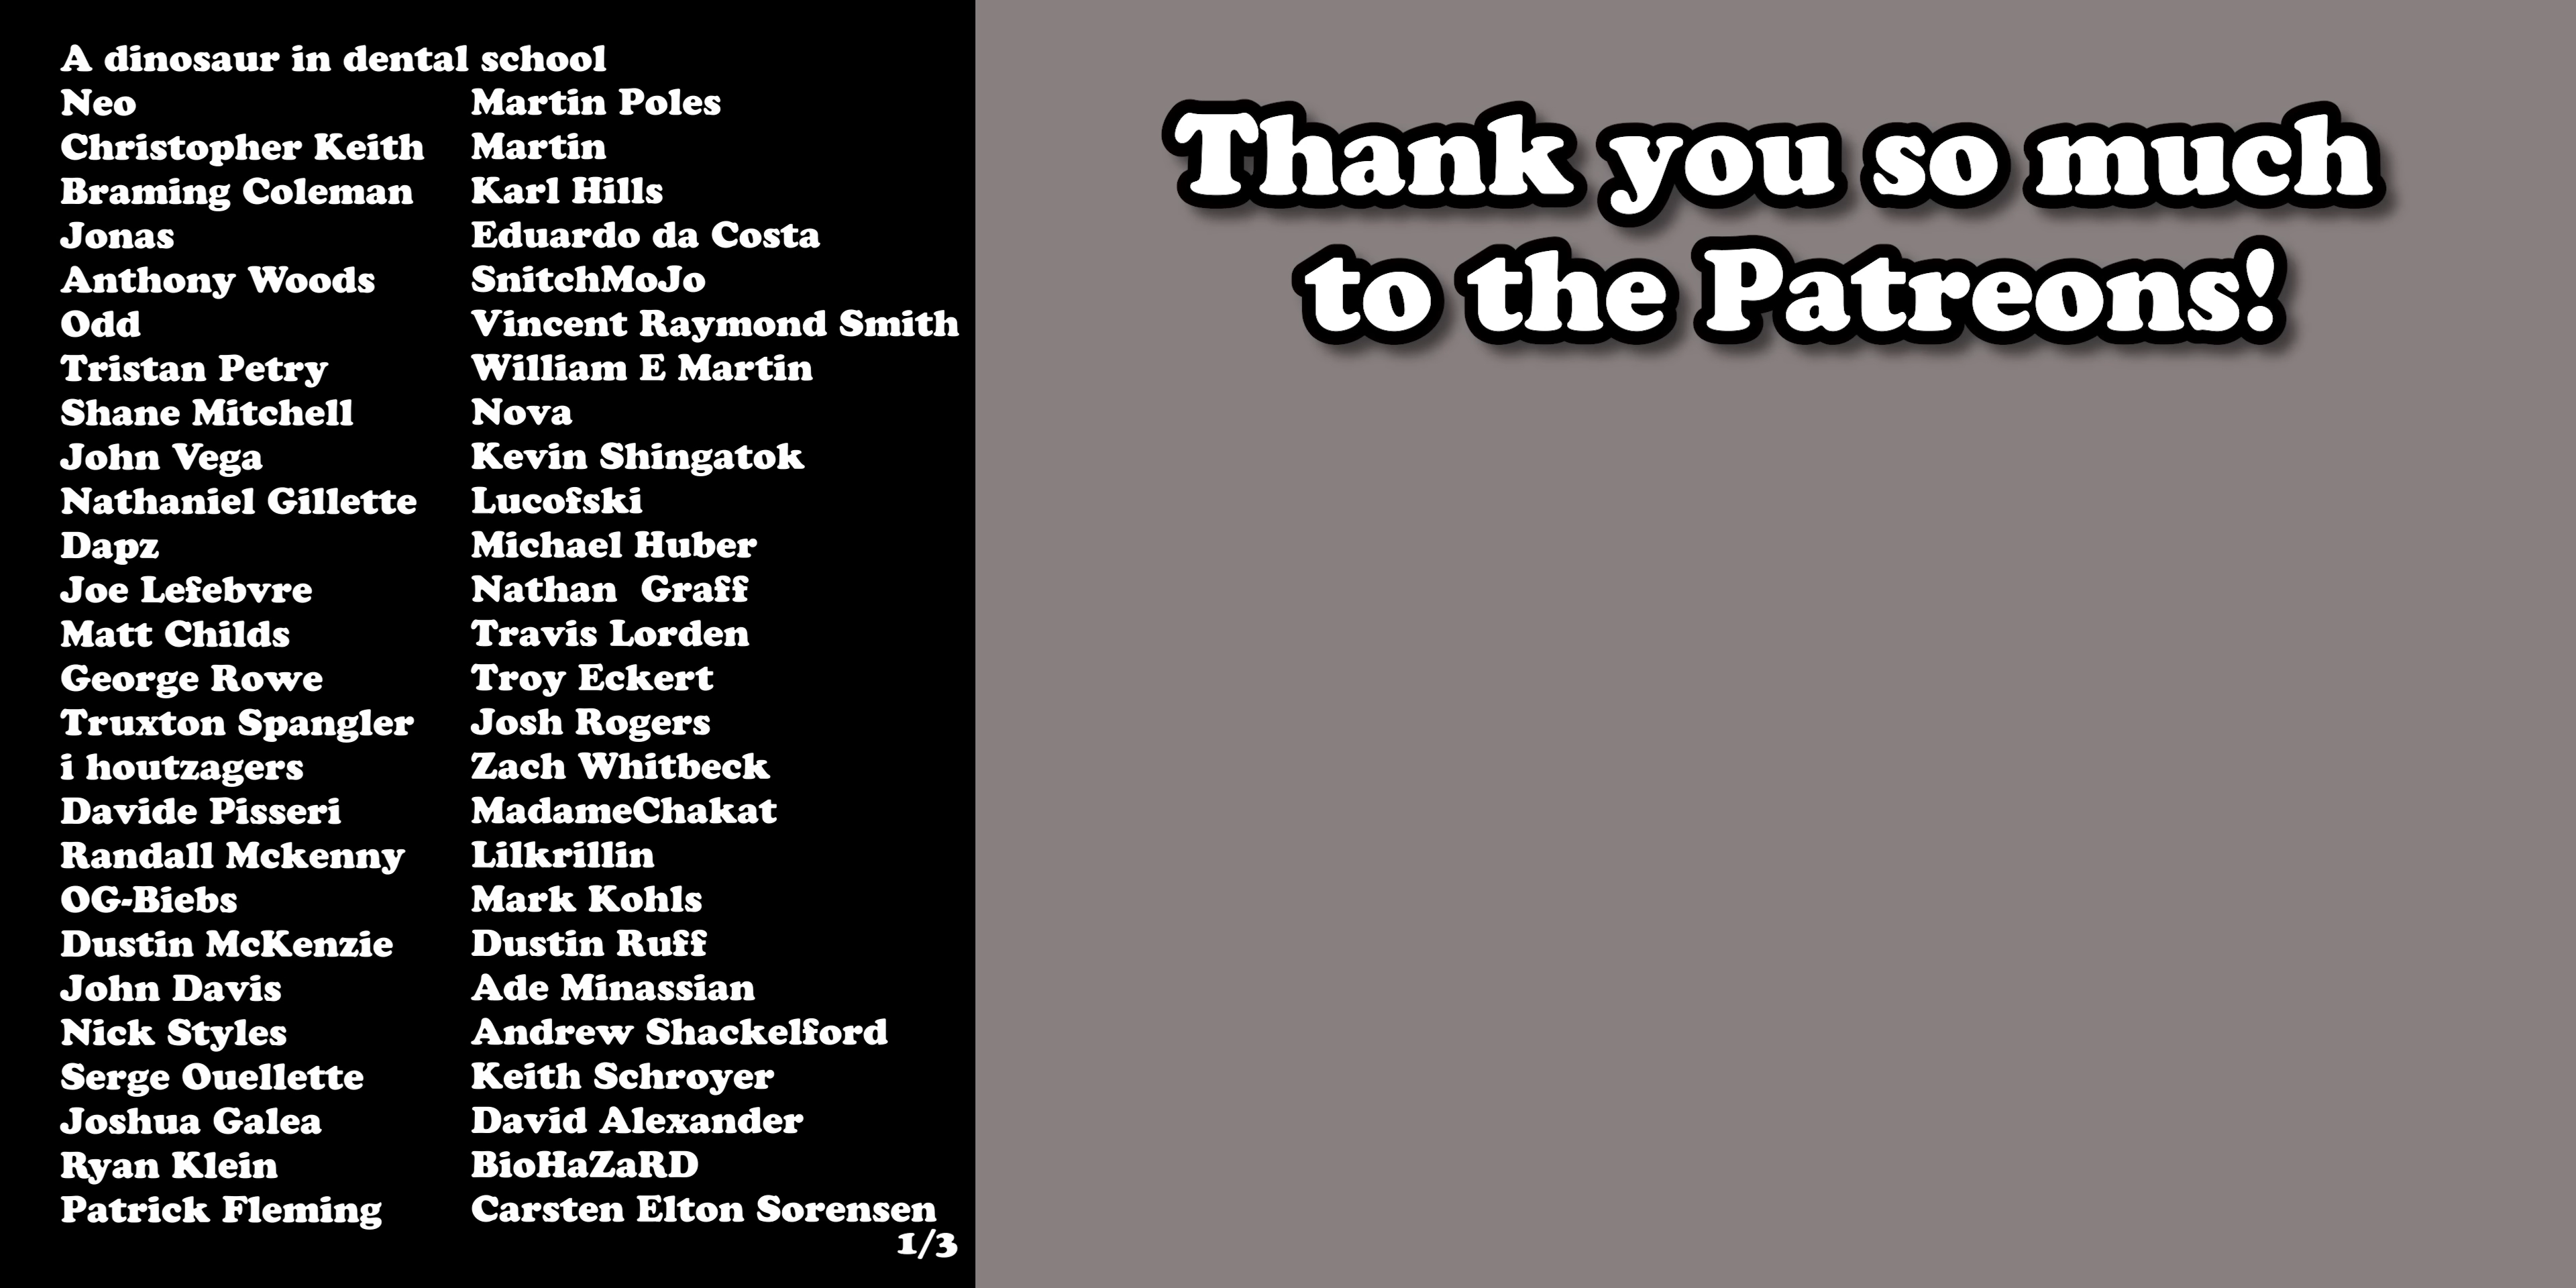 A dinosaur in dental school
Neo
Christopher Keith
Braming Coleman
Jonas
Anthony Woods
Odd
Tristan Petry
Shane Mitchell
John Vega
Nathaniel Gillette
Dapz
Joe Lefebvre
Matt Childs
George Rowe
Truxton Spangler
i houtzagers
Davide Pisseri
Randall Mckenny
OG-Biebs
Dustin McKenzie
John Davis
Nick Styles
Serge Ouellette
Joshua Galea
Ryan Klein
Patrick Fleming
Martin Poles
Martin
Karl Hills
Eduardo da Costa
SnitchMoJo
Vincent Raymond Smith
William E Martin
Nova
Kevin Shingatok
Lucofski
Michael Huber
Nathan  Graff
Travis Lorden
Troy Eckert
Josh Rogers
Zach Whitbeck
MadameChakat
Lilkrillin
Mark Kohls
Dustin Ruff
Ade Minassian
Andrew Shackelford
Keith Schroyer
David Alexander
BioHaZaRD
Carsten Elton Sorensen
1/3
Thank you so much
to the Patreons!